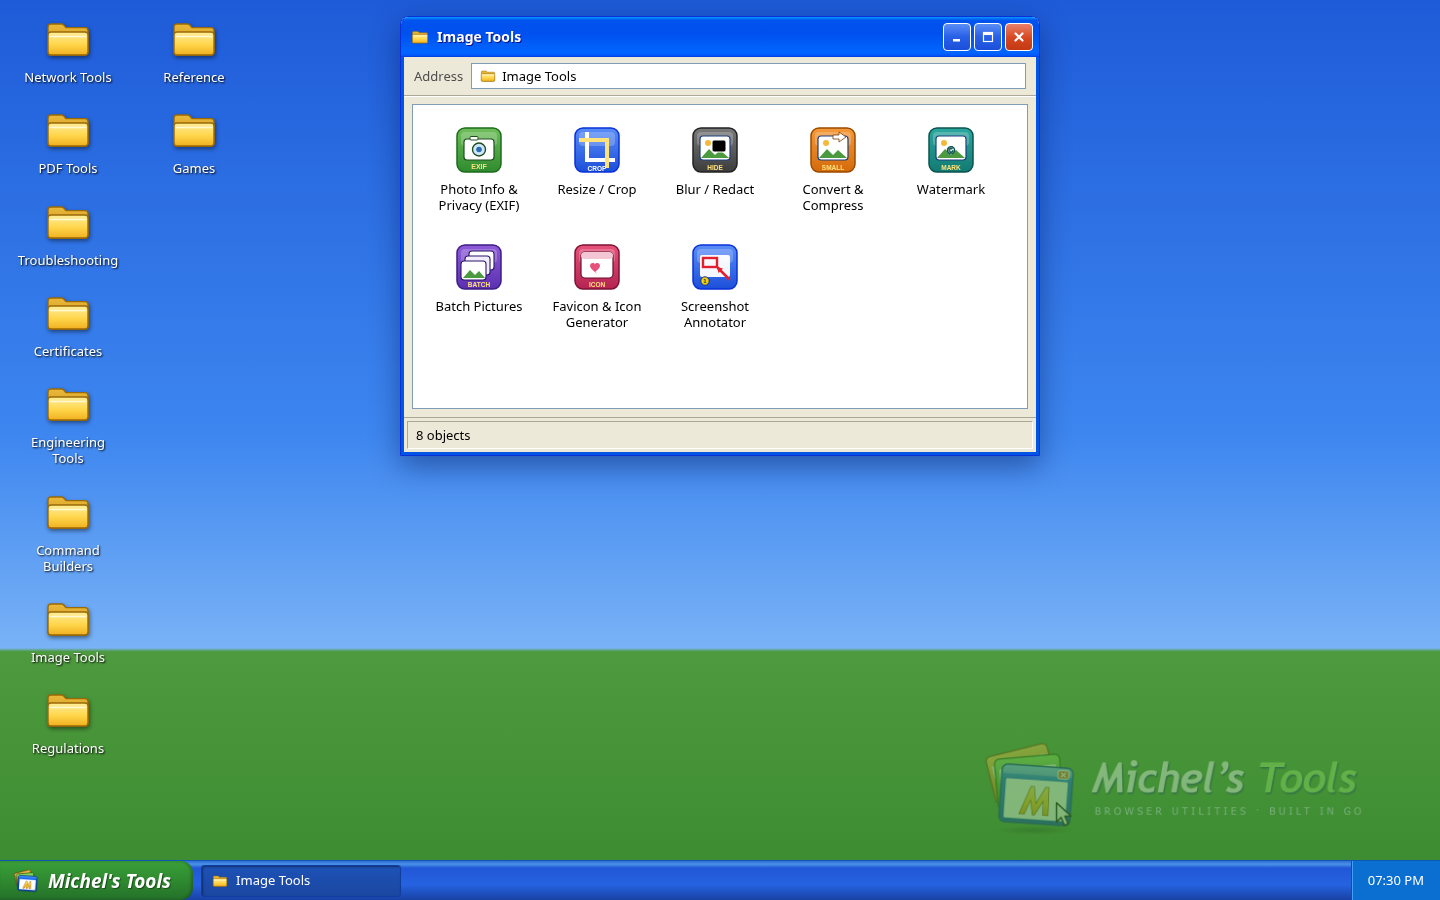 Network Tools
Reference
PDF Tools
Games
Troubleshooting
Certificates
Engineering
Tools
Command
Builders
Image Tools
Regulations
Image Tools
Address
Image Tools
EXIF
Photo Info &
Privacy (EXIF)
CROP
Resize / Crop
HIDE
Blur / Redact
SMALL
Convert &
Compress
MARK
Watermark
BATCH
Batch Pictures
ICON
Favicon & Icon
Generator
1
Screenshot
Annotator
8 objects
M
Michel's Tools
BROWSER UTILITIES · BUILT IN GO
Michel's Tools
Image Tools
07:30 PM